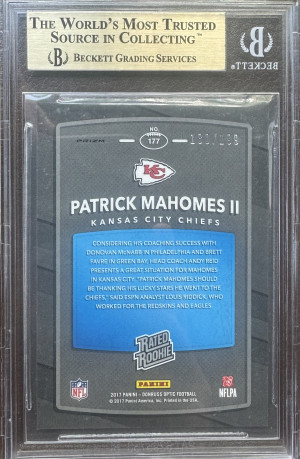 THE WORLD'S MOST TRUSTED
SOURCE IN COLLECTING™
BECKETT GRADING SERVICES
BECKETT
NO.
177
PATRICK MAHOMES II
KANSAS CITY CHIEFS
CONSIDERING HIS COACHING SUCCESS WITH
DONOVAN McNABB IN PHILADELPHIA AND BRETT
FAVRE IN GREEN BAY, HEAD COACH ANDY REID
PRESENTS A GREAT SITUATION FOR MAHOMES
IN KANSAS CITY. "PATRICK MAHOMES SHOULD
BE THANKING HIS LUCKY STARS HE WENT TO THE
CHIEFS," SAID ESPN ANALYST LOUIS RIDDICK, WHO
WORKED FOR THE REDSKINS AND EAGLES.
RATED
ROOKIE
NFL
PANINI
NFLPA
2017 PANINI - DONRUSS OPTIC FOOTBALL
© 2017 Panini America, Inc. Printed in the USA.